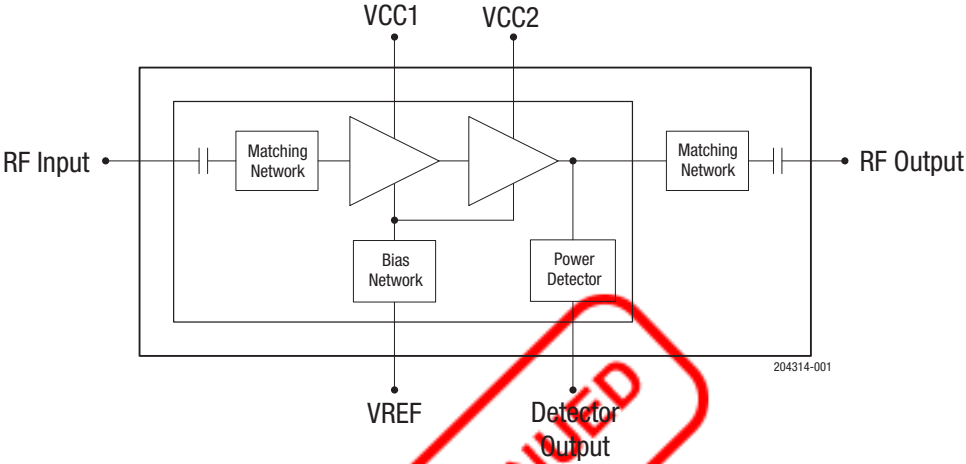 VCC1
VCC2
RF Input
Matching
Network
Matching
Network
RF Output
Bias
Network
Power
Detector
204314-001
VREF
Detector
Output